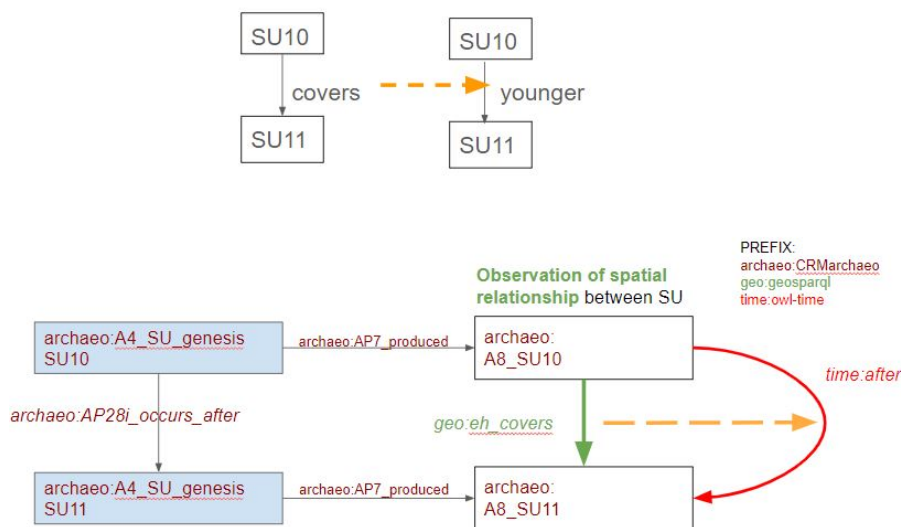 SU10
SU10
covers
younger
SU11
SU11
PREFIX:
archaeo:CRMarchaeo
geo:geosparql
time:owl-time
Observation of spatial
relationship between SU
archaeo:A4_SU_genesis
SU10
archaeo:AP7_produced
archaeo:
A8_SU10
time:after
archaeo:AP28i_occurs_after
geo:eh_covers
archaeo:A4_SU_genesis
SU11
archaeo:AP7_produced
archaeo:
A8_SU11